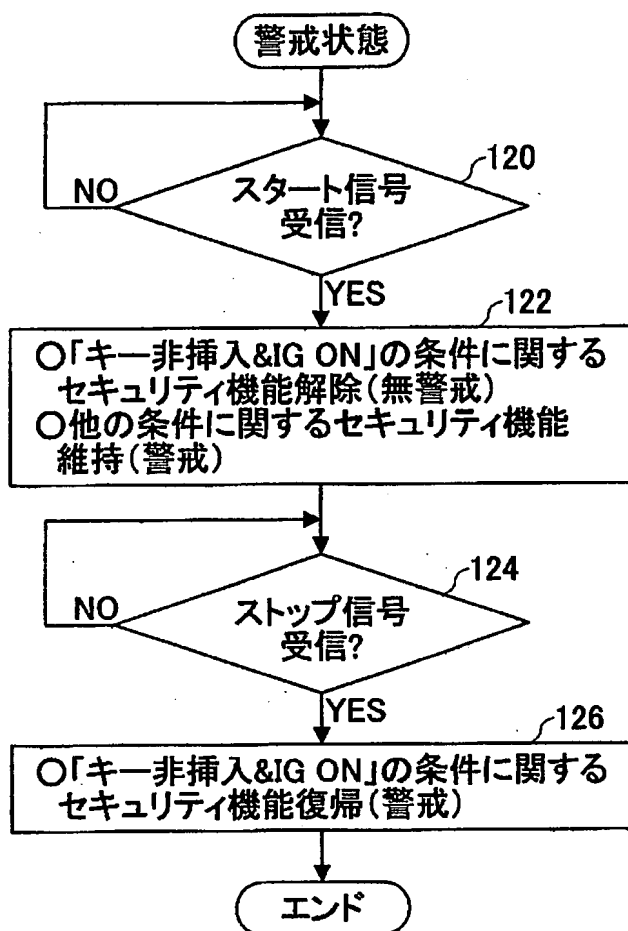 警戒状態
120
スタート信号
受信?
NO
YES
122
○「キー非挿入&IG ON」の条件に関する
セキュリティ機能解除(無警戒)
○他の条件に関するセキュリティ機能
維持(警戒)
124
ストップ信号
受信?
NO
YES
126
○「キー非挿入&IG ON」の条件に関する
セキュリティ機能復帰(警戒)
エンド